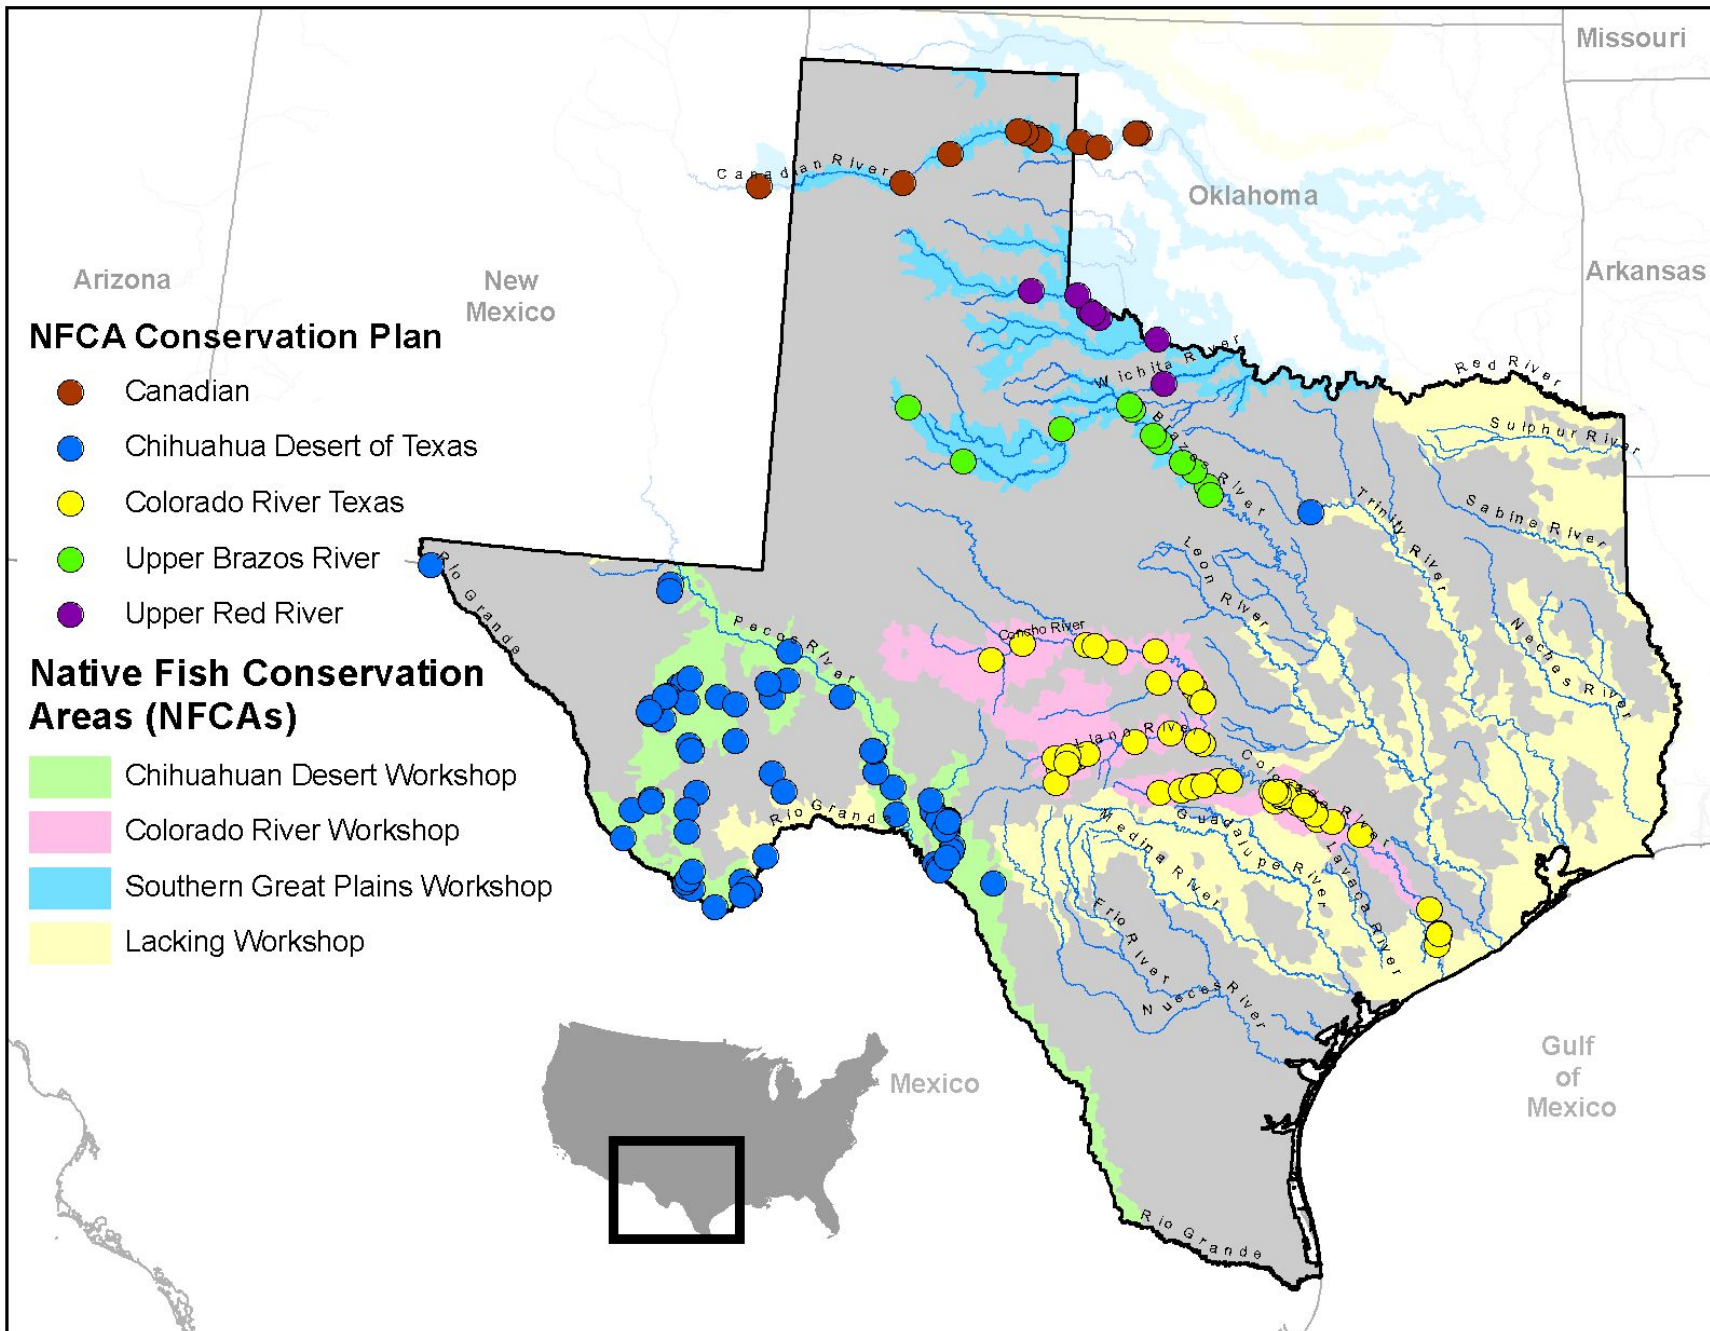 Missouri
Canadian River
Oklahoma
Arizona
New
Mexico
Arkansas
NFCA Conservation Plan
Canadian
Chihuahua Desert of Texas
Colorado River Texas
Upper Brazos River
Upper Red River
Native Fish Conservation
Areas (NFCAs)
Chihuahuan Desert Workshop
Colorado River Workshop
Southern Great Plains Workshop
Lacking Workshop
Wichita River
Red River
Sulphur River
Brazos River
Trinity River
Sabine River
Leon River
Neches River
Rio Grande
Pecos River
Concho River
Llano River
Colorado River
Rio Grande
Guadalupe River
Medina River
Lavaca River
Frio River
Nueces River
Gulf
of
Mexico
Mexico
Rio Grande